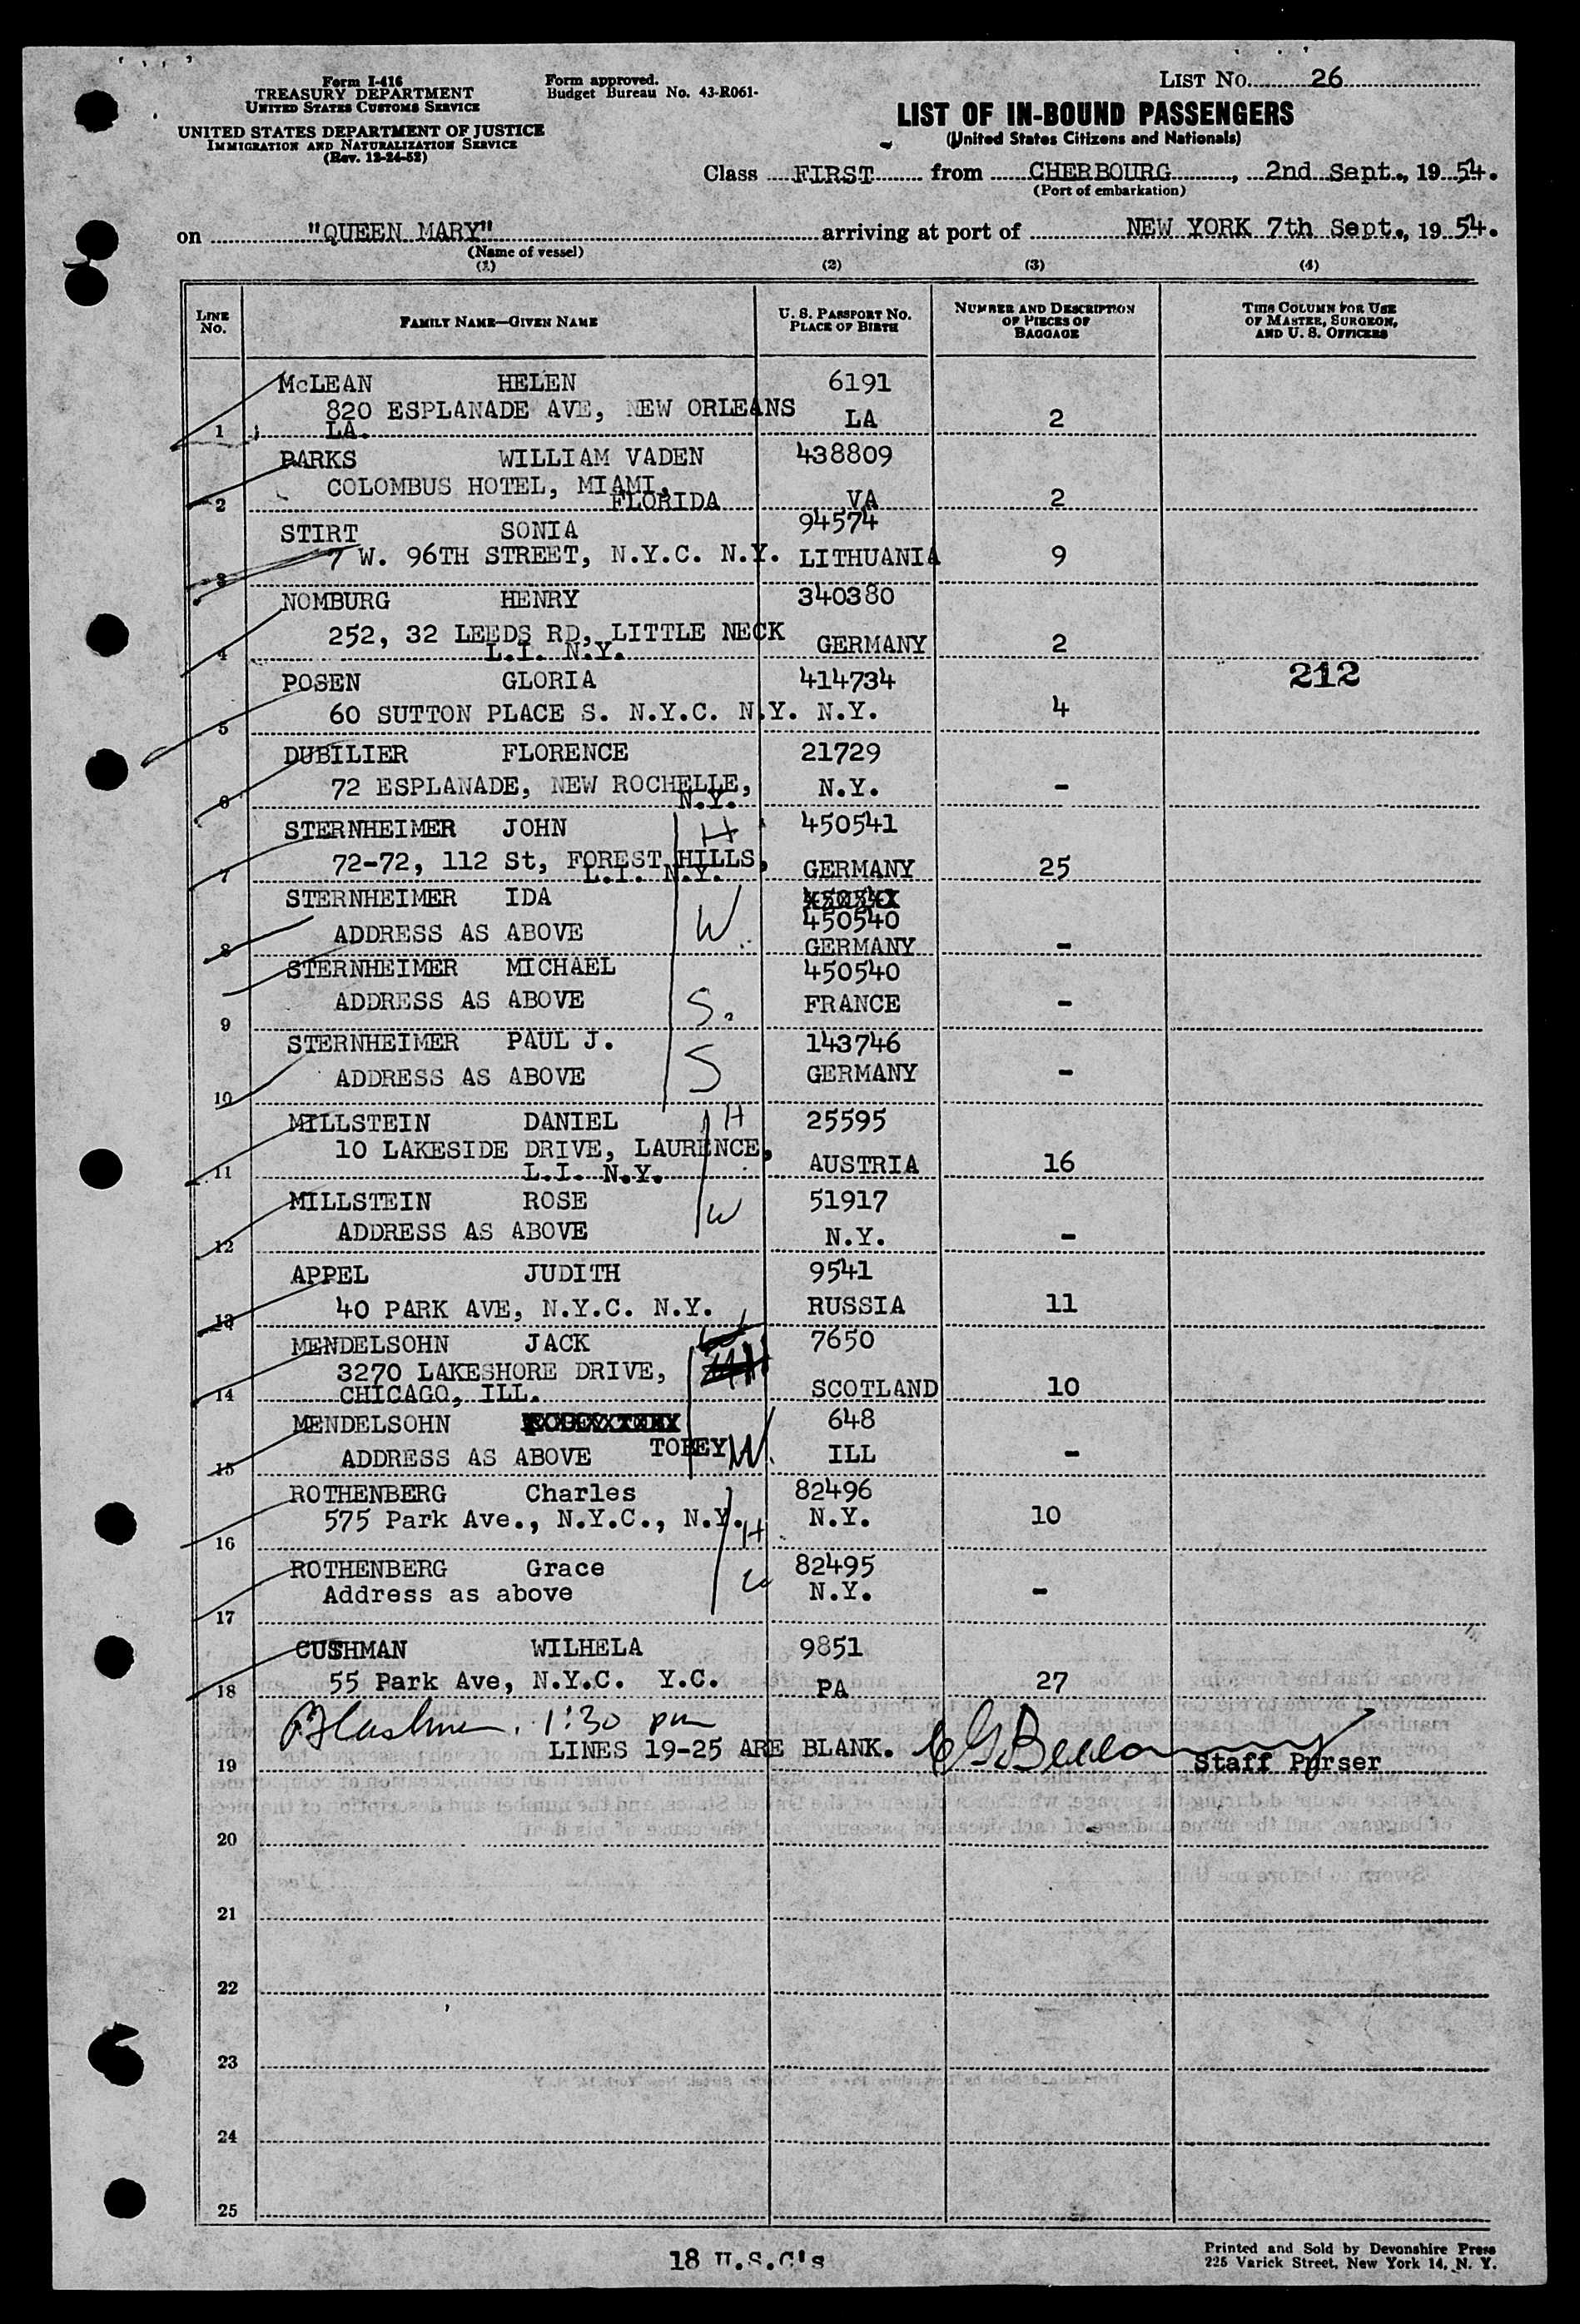 Form I-416
TREASURY DEPARTMENT
UNITED STATES CUSTOMS SERVICE
UNITED STATES DEPARTMENT OF JUSTICE
IMMIGRATION AND NATURALIZATION SERVICE
(Rev. 12-24-52)
Form approved.
Budget Bureau No. 43-R061-
LIST No. 26
LIST OF IN-BOUND PASSENGERS
(United States Citizens and Nationals)
Class FIRST from CHERBOURG, 2nd Sept., 19 54.
(Port of embarkation)
on "QUEEN MARY" arriving at port of NEW YORK 7th Sept., 19 54.
(Name of vessel)
(1) (2) (3) (4)
LINE No. FAMILY NAME—GIVEN NAME U. S. PASSPORT No. PLACE OF BIRTH NUMBER AND DESCRIPTION OF PIECES OF BAGGAGE THIS COLUMN FOR USE OF MASTER, SURGEON, AND U. S. OFFICERS
McLEAN HELEN 6191
820 ESPLANADE AVE, NEW ORLEANS
1 LA. LA 2
PARKS WILLIAM VADEN 438809
COLOMBUS HOTEL, MIAMI,
2 FLORIDA VA 2
STIRT SONIA 94574
7 W. 96TH STREET, N.Y.C. N.Y. LITHUANIA 9
3
NOMBURG HENRY 340380
252, 32 LEEDS RD, LITTLE NECK
4 L.I. N.Y. GERMANY 2
212
POSEN GLORIA 414734
60 SUTTON PLACE S. N.Y.C. N.Y. N.Y. 4
5
DUBILIER FLORENCE 21729
72 ESPLANADE, NEW ROCHELLE, N.Y. -
6 N.Y.
STERNHEIMER JOHN H 450541
72-72, 112 St, FOREST HILLS, GERMANY 25
7 L.I. N.Y.
STERNHEIMER IDA
ADDRESS AS ABOVE W. 450540
8 GERMANY -
STERNHEIMER MICHAEL 450540
ADDRESS AS ABOVE S. FRANCE -
9
STERNHEIMER PAUL J. 143746
ADDRESS AS ABOVE S GERMANY -
10
MILLSTEIN DANIEL H 25595
10 LAKESIDE DRIVE, LAURENCE,
11 L.I. N.Y. AUSTRIA 16
MILLSTEIN ROSE W 51917
ADDRESS AS ABOVE N.Y. -
12
APPEL JUDITH 9541
40 PARK AVE, N.Y.C. N.Y. RUSSIA 11
13
MENDELSOHN JACK 7650
3270 LAKESHORE DRIVE,
14 CHICAGO, ILL. SCOTLAND 10
MENDELSOHN 648
ADDRESS AS ABOVE TOBEY W. ILL -
15
ROTHENBERG Charles 82496
575 Park Ave., N.Y.C., N.Y. H N.Y. 10
16
ROTHENBERG Grace 82495
Address as above W N.Y. -
17
CUSHMAN WILHELA 9851
55 Park Ave, N.Y.C. Y.C. PA 27
18
1:30 pm
LINES 19-25 ARE BLANK.
19 Staff Purser
20
21
22
23
24
25
18 U.S.C's
Printed and Sold by Devonshire Press
225 Varick Street, New York 14, N. Y.